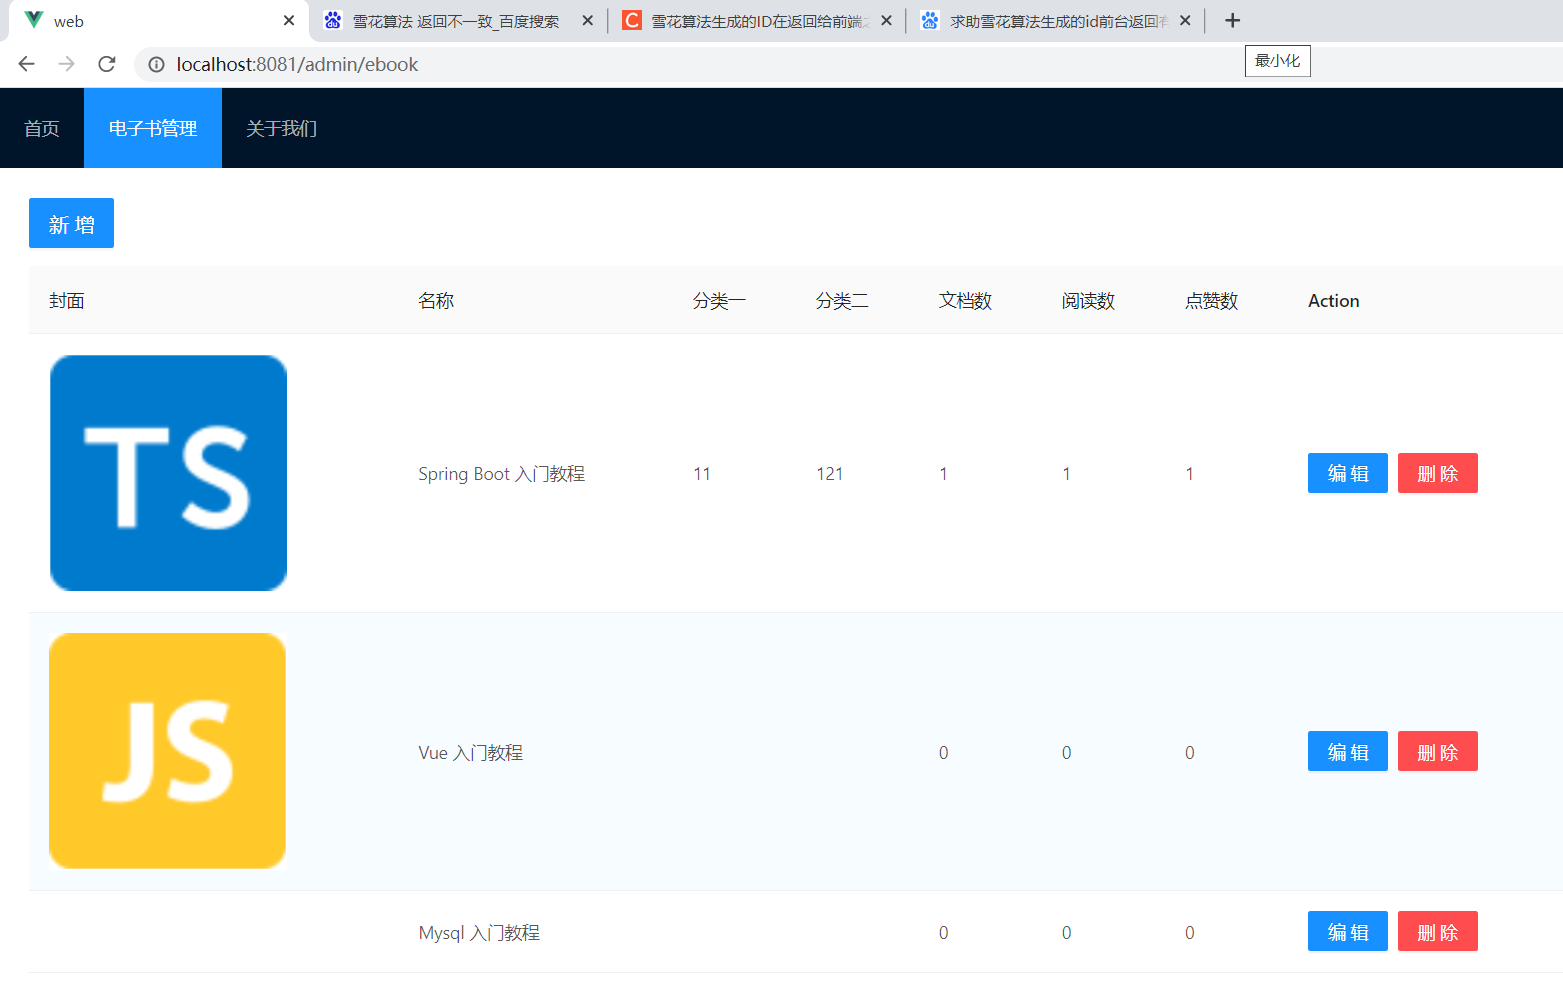 web
雪花算法 返回不一致_百度搜索
雪花算法生成的ID在返回给前端
求助雪花算法生成的id前台返回
localhost:8081/admin/ebook
最小化
首页 电子书管理 关于我们
新 增
封面 名称 分类一 分类二 文档数 阅读数 点赞数 Action
TS
Spring Boot 入门教程 11 121 1 1 1 编 辑 删 除
JS
Vue 入门教程 0 0 0 编 辑 删 除
Mysql 入门教程 0 0 0 编 辑 删 除